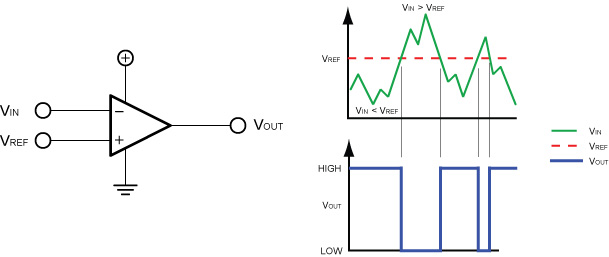 VIN
VREF
+
−
+
VOUT
VIN > VREF
VREF
VIN < VREF
HIGH
VOUT
LOW
VIN
VREF
VOUT